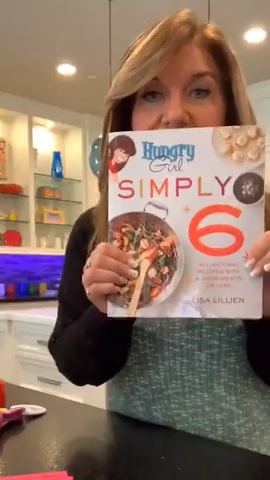 Hungry
Girl
SIMPLY
6
ALL-NATURAL
RECIPES WITH
6 INGREDIENTS
OR LESS
LISA LILLIEN